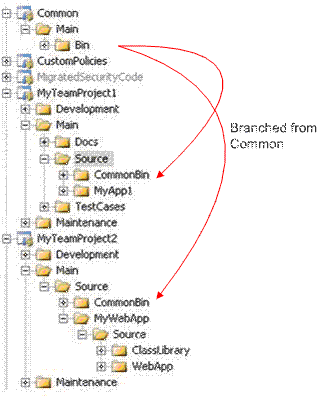 Common
Main
Bin
CustomPolicies
MigratedSecurityCode
MyTeamProject1
Development
Main
Docs
Source
CommonBin
MyApp1
TestCases
Maintenance
MyTeamProject2
Development
Main
Source
CommonBin
MyWebApp
Source
ClassLibrary
WebApp
Maintenance
Branched from
Common